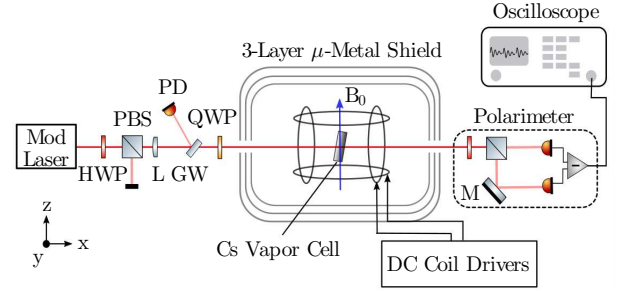 Oscilloscope
3-Layer μ-Metal Shield
PD
B₀
PBS
QWP
Polarimeter
Mod
Laser
HWP
L GW
M
z
x
y
Cs Vapor Cell
DC Coil Drivers